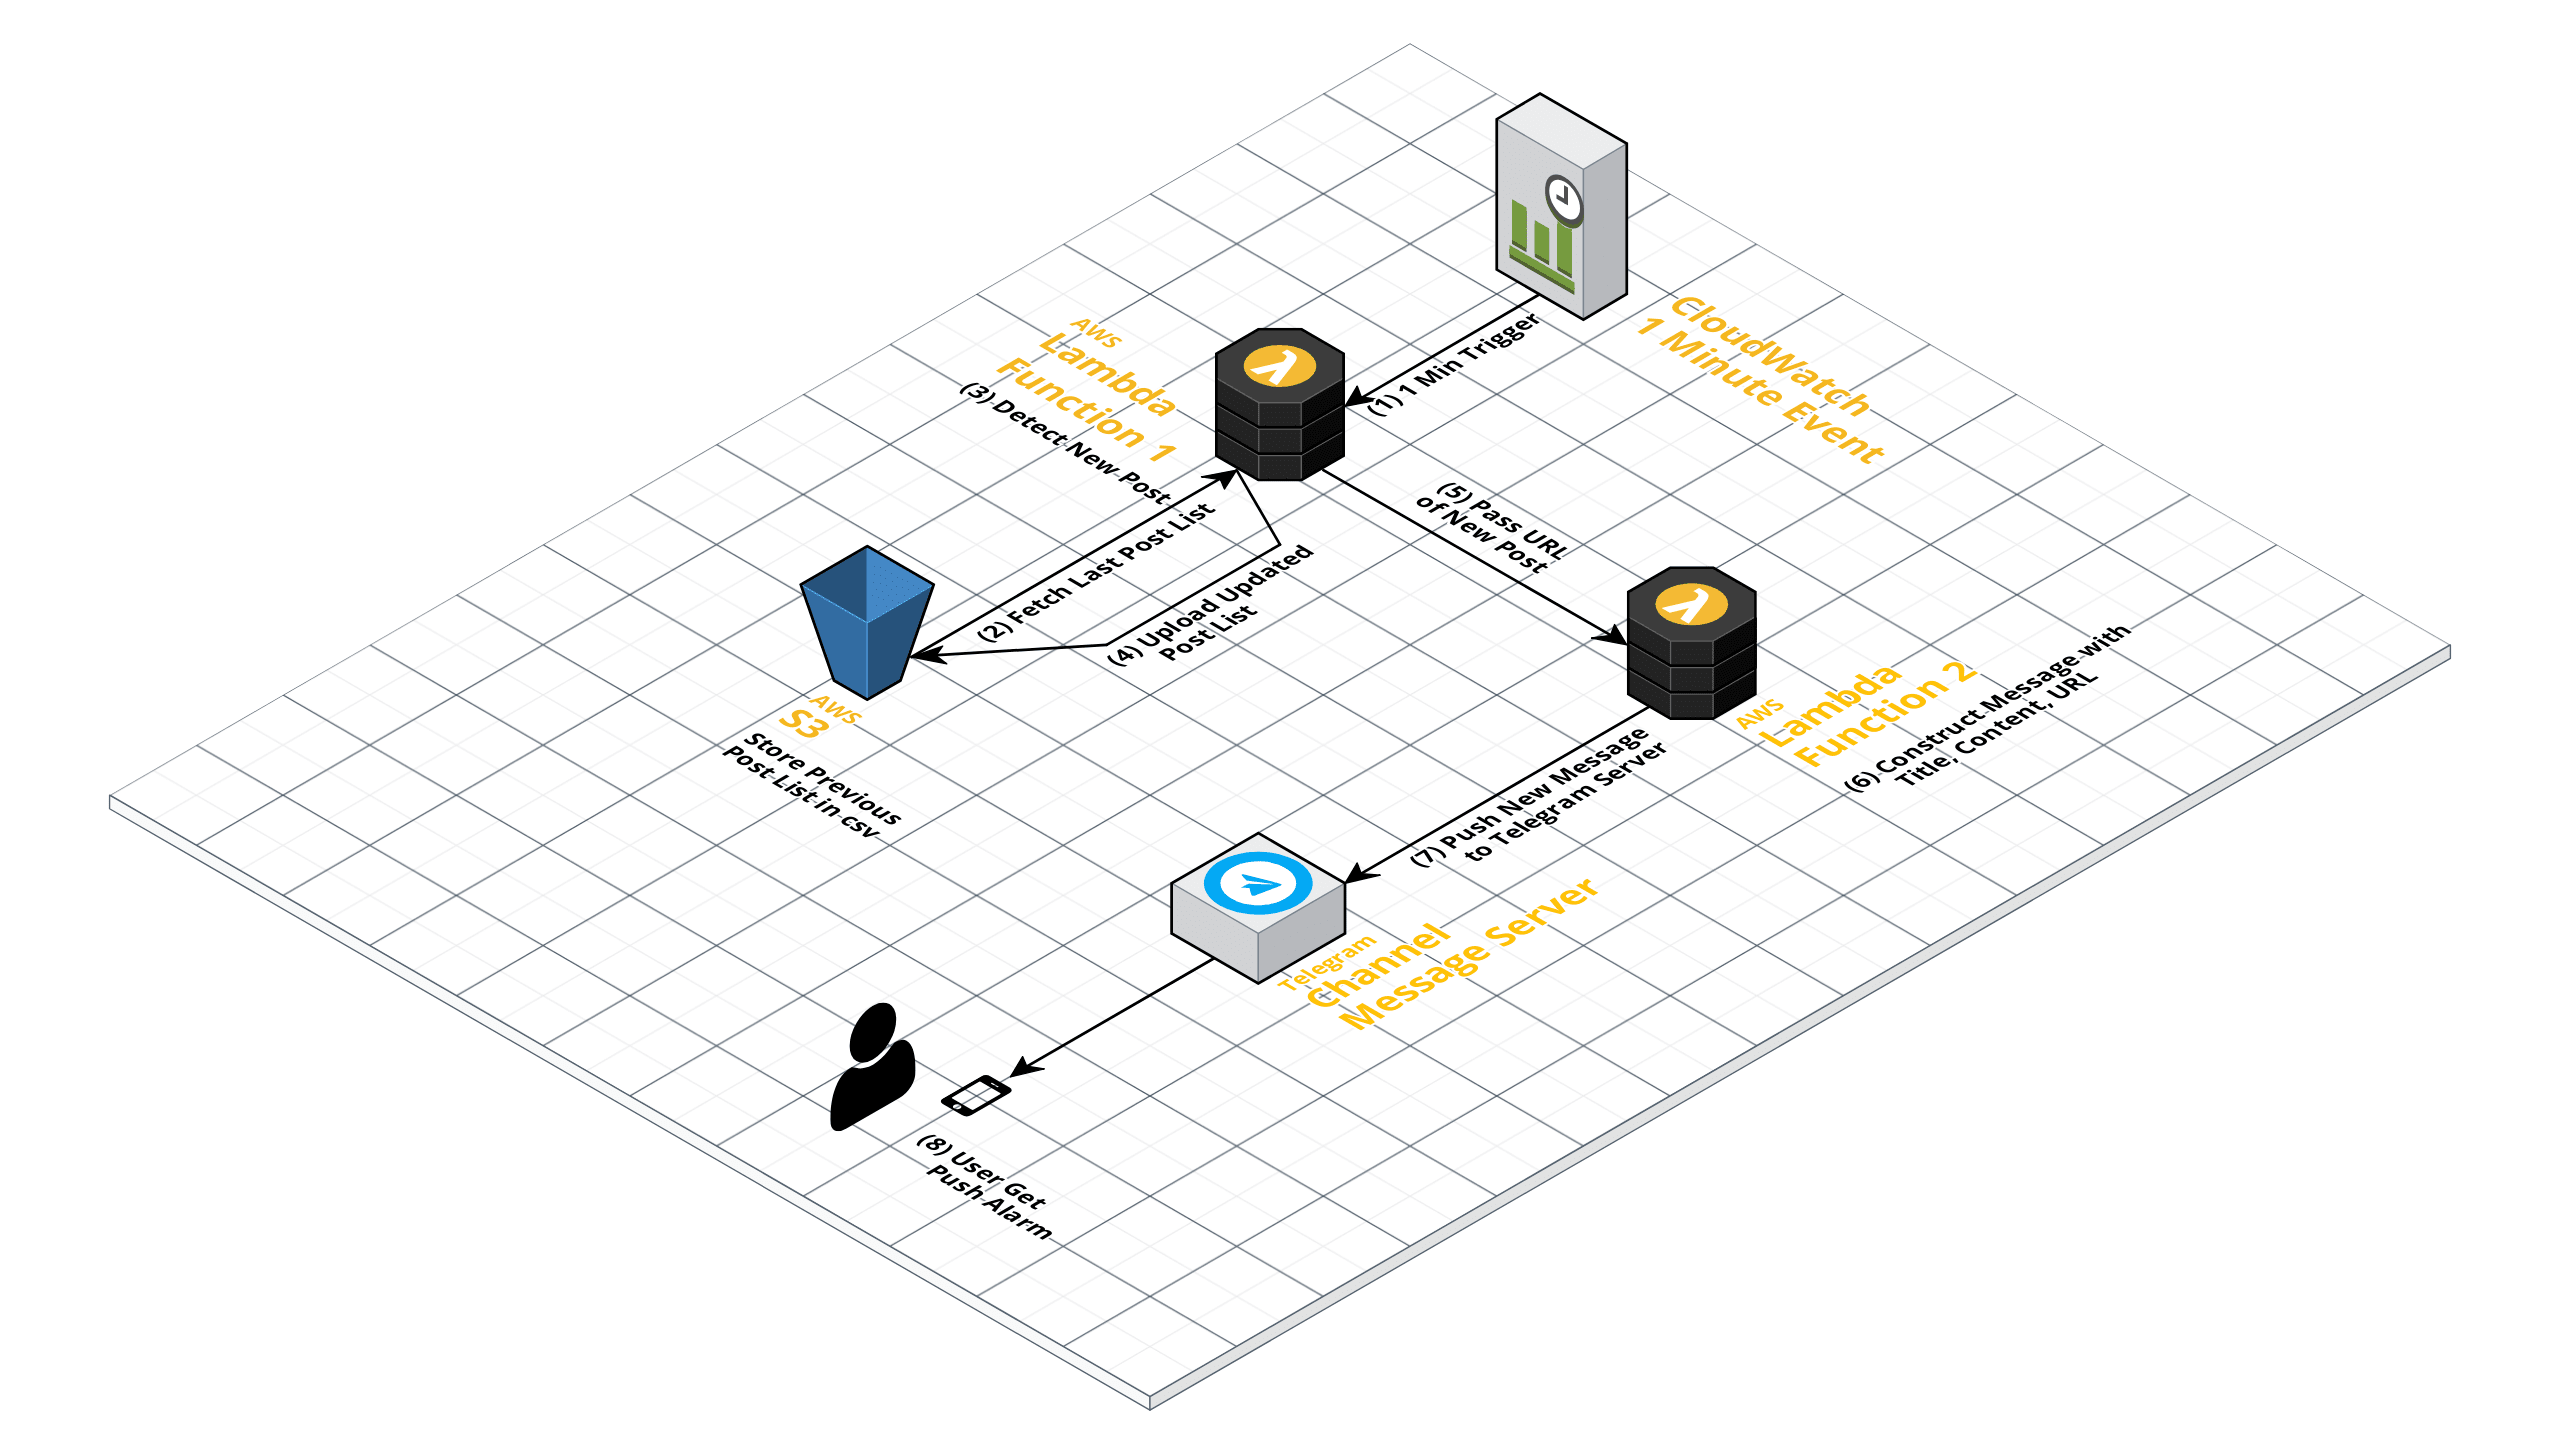 CloudWatch
1 Minute Event
(1) 1 Min Trigger
AWS
Lambda
Function 1
(3) Detect New Post
(2) Fetch Last Post List
(4) Upload Updated
Post List
(5) Pass URL
of New Post
AWS
S3
Store Previous
Post List in csv
AWS
Lambda
Function 2
(6) Construct Message with
Title, Content, URL
(7) Push New Message
to Telegram Server
Telegram
Channel
Message Server
(8) User Get
Push Alarm